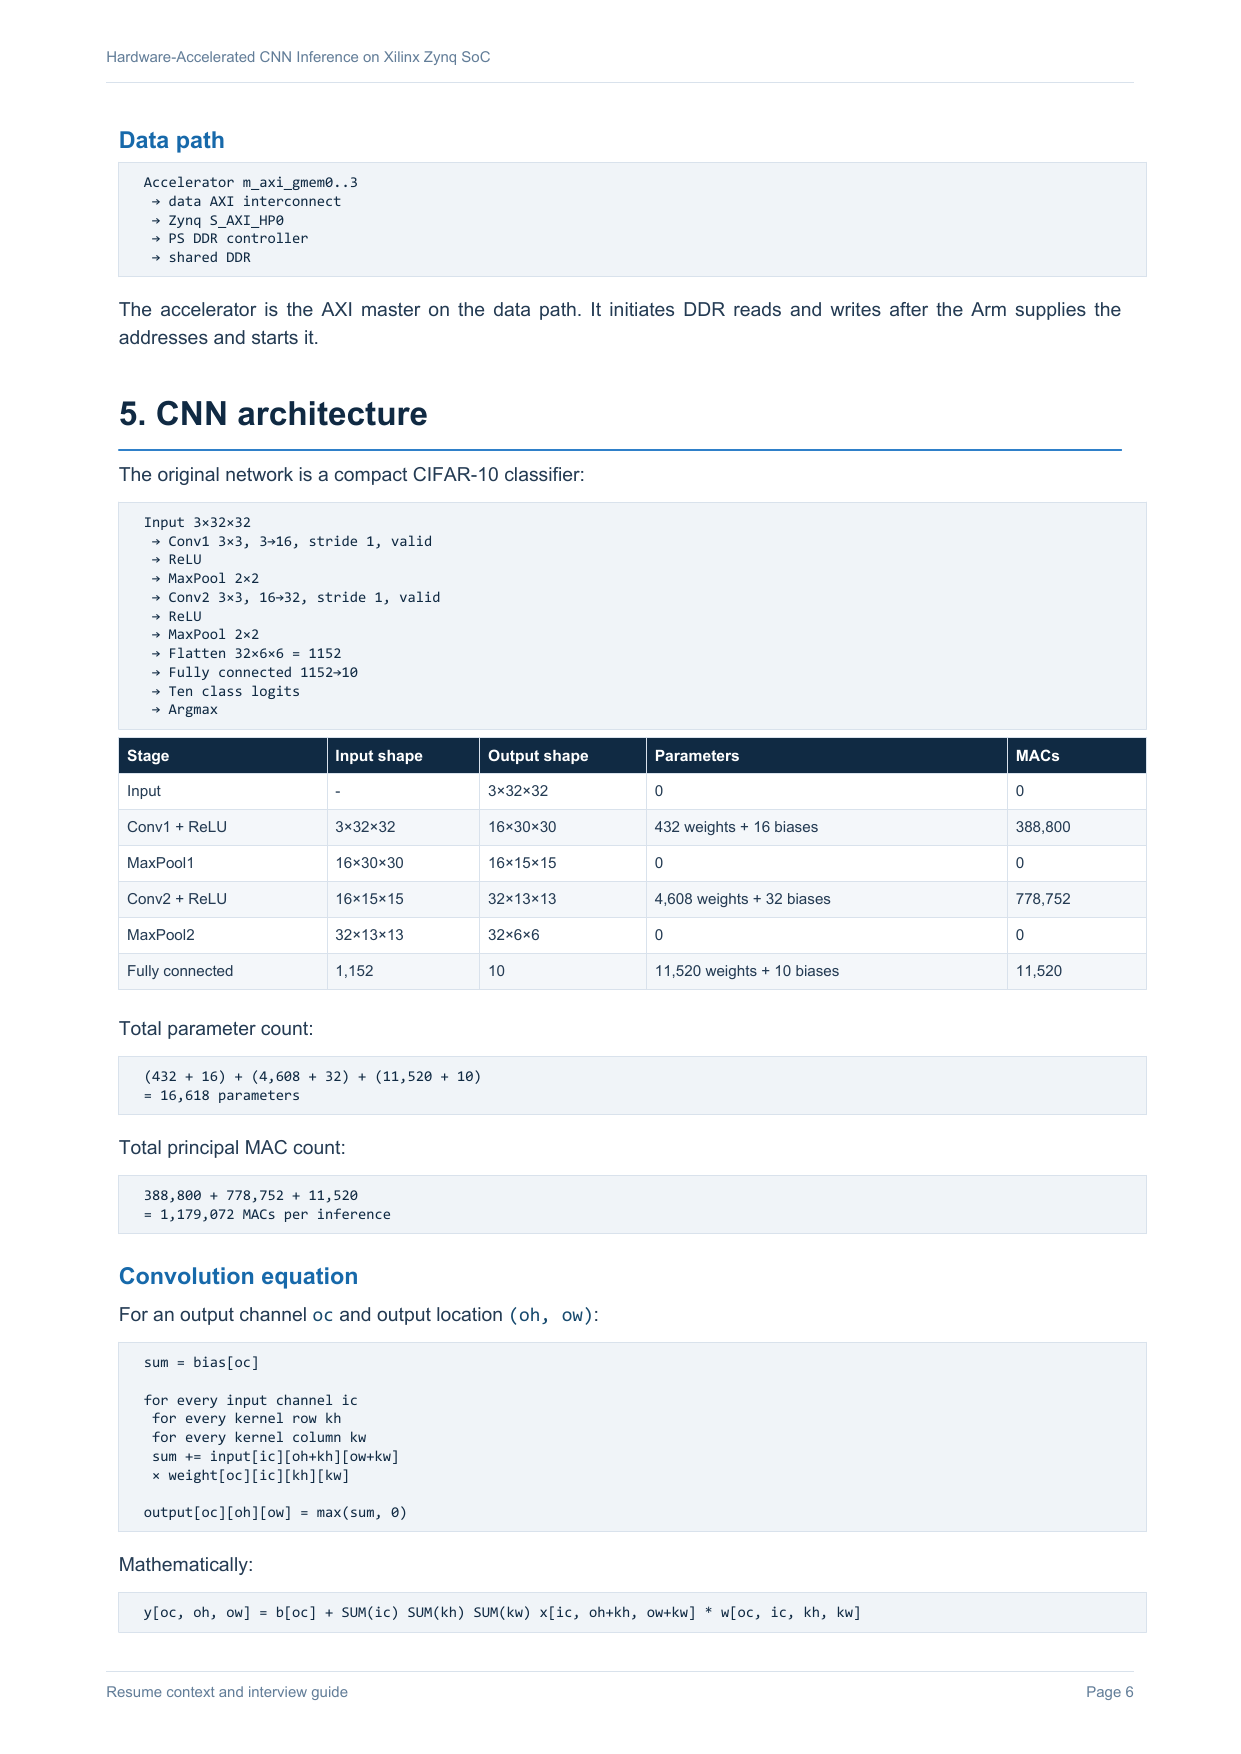 Hardware-Accelerated CNN Inference on Xilinx Zynq SoC
Data path
Accelerator m_axi_gmem0..3
→ data AXI interconnect
→ Zynq S_AXI_HP0
→ PS DDR controller
→ shared DDR
The accelerator is the AXI master on the data path. It initiates DDR reads and writes after the Arm supplies the
addresses and starts it.
5. CNN architecture
The original network is a compact CIFAR-10 classifier:
Input 3×32×32
→ Conv1 3×3, 3→16, stride 1, valid
→ ReLU
→ MaxPool 2×2
→ Conv2 3×3, 16→32, stride 1, valid
→ ReLU
→ MaxPool 2×2
→ Flatten 32×6×6 = 1152
→ Fully connected 1152→10
→ Ten class logits
→ Argmax
Stage Input shape Output shape Parameters MACs
Input - 3×32×32 0 0
Conv1 + ReLU 3×32×32 16×30×30 432 weights + 16 biases 388,800
MaxPool1 16×30×30 16×15×15 0 0
Conv2 + ReLU 16×15×15 32×13×13 4,608 weights + 32 biases 778,752
MaxPool2 32×13×13 32×6×6 0 0
Fully connected 1,152 10 11,520 weights + 10 biases 11,520
Total parameter count:
(432 + 16) + (4,608 + 32) + (11,520 + 10)
= 16,618 parameters
Total principal MAC count:
388,800 + 778,752 + 11,520
= 1,179,072 MACs per inference
Convolution equation
For an output channel oc and output location (oh, ow):
sum = bias[oc]
for every input channel ic
for every kernel row kh
for every kernel column kw
sum += input[ic][oh+kh][ow+kw]
× weight[oc][ic][kh][kw]
output[oc][oh][ow] = max(sum, 0)
Mathematically:
y[oc, oh, ow] = b[oc] + SUM(ic) SUM(kh) SUM(kw) x[ic, oh+kh, ow+kw] * w[oc, ic, kh, kw]
Resume context and interview guide
Page 6